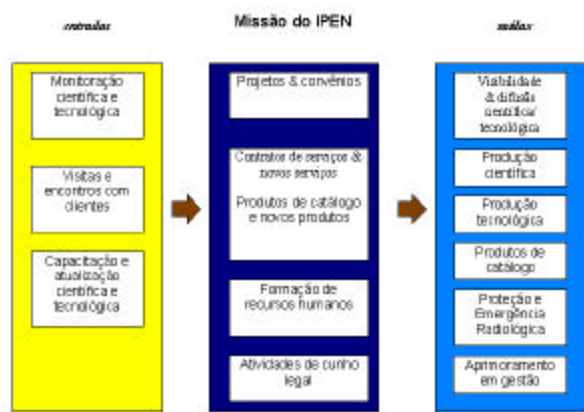 entradas
Monitoração
científica e
tecnológica
Visitas e
encontros com
clientes
Capacitação e
atualização
científica e
tecnológica
Missão do IPEN
Projetos & convênios
Contratos de serviços &
novos serviços
Produtos de catálogo
e novos produtos
Formação de
recursos humanos
Atividades de cunho
legal
saídas
Visibilidade
& difusão
científica/
tecnológica
Produção
científica
Produção
tecnológica
Produtos de
catálogo
Proteção e
Emergência
Radiológica
Aprimoramento
em gestão